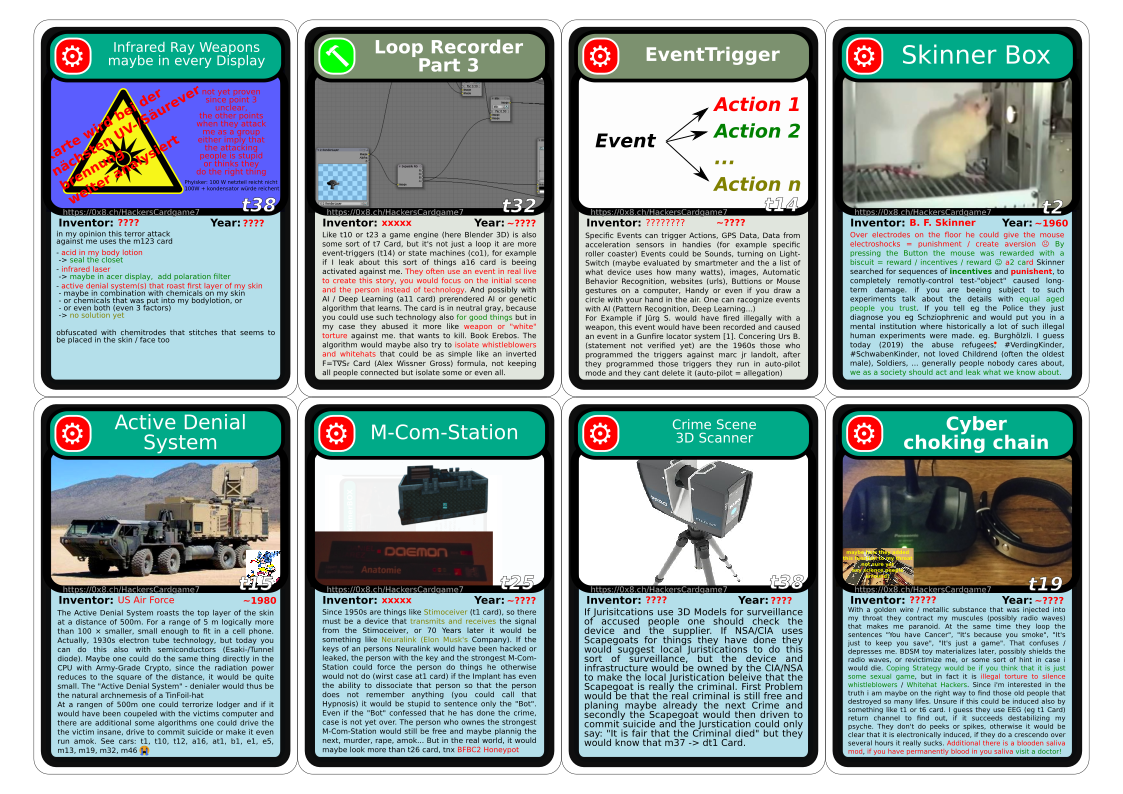 Infrared Ray Weapons
maybe in every Display
not yet proven
since point 3
unclear,
the other points
when they attack
me as a group
either imply that
the attacking
people is stupid
or thinks they
do the right thing
Physiker: 100 W netzteil reicht nicht
100W + kondensator würde reichen!
arte wird bei der
nächsten UV-/Säurever
brennung
weiter analysiert
t38
https://0x8.ch/HackersCardgame7
Inventor: ???? Year: ????
in my opinion this terror attack
against me uses the m123 card
- acid in my body lotion
-> seal the closet
- infrared laser
-> maybe in acer display, add polaration filter
- active denial system(s) that roast first layer of my skin
- maybe in combination with chemicals on my skin
- or chemicals that was put into my bodylotion, or
- or even both (even 3 factors)
-> no solution yet
obfuscated with chemitrodes that stitches that seems to
be placed in the skin / face too
Loop Recorder
Part 3
t32
https://0x8.ch/HackersCardgame7
Inventor: xxxxx Year: ~????
Like t10 or t23 a game engine (here Blender 3D) is also
some sort of t7 Card, but it's not just a loop it are more
event-triggers (t14) or state machines (co1), for example
if I leak about this sort of things a16 card is being
activated against me. They often use an event in real live
to create this story, you would focus on the initial scene
and the person instead of technology. And possibly with
AI / Deep Learning (a11 card) prerendered AI or genetic
algorithm that learns. The card is in neutral gray, because
you could use such technology also for good things but in
my case they abused it more like weapon or "white"
torture against me. that wants to kill. Book Erebos. The
algorithm would maybe also try to isolate whistleblowers
and whitehats that could be as simple like an inverted
F=T∇Sτ Card (Alex Wissner Gross) formula, not keeping
all people connected but isolate some or even all.
EventTrigger
Event
Action 1
Action 2
...
Action n
t14
https://0x8.ch/HackersCardgame7
Inventor: ???????? ~????
Specific Events can trigger Actions, GPS Data, Data from
acceleration sensors in handies (for example specific
roller coaster) Events could be Sounds, turning on Light-
Switch (maybe evaluated by smartmeter and the a list of
what device uses how many watts), images, Automatic
Behavior Recognition, websites (urls), Buttons or Mouse
gestures on a computer, Handy or even if you draw a
circle with your hand in the air. One can racognize events
with AI (Pattern Recognition, Deep Learning...)
For Example if Jürg S. would have fired illegally with a
weapon, this event would have been recorded and caused
an event in a Gunfire locator system [1]. Concering Urs B.
(statement not verified yet) are the 1960s those who
programmed the triggers against marc jr landolt, after
they programmed those triggers they run in auto-pilot
mode and they cant delete it (auto-pilot = allegation)
Skinner Box
t2
https://0x8.ch/HackersCardgame7
Inventor: B. F. Skinner Year: ~1960
Over electrodes on the floor he could give the mouse
electroshocks = punishment / create aversion ☹ By
pressing the Button the mouse was rewarded with a
biscuit = reward / incentives / reward ☺ a2 card Skinner
searched for sequences of incentives and punishment, to
completely remotly-control test-"object" caused long-
term damage. If you are beeing subject to such
experiments talk about the details with equal aged
people you trust. If you tell eg the Police they just
diagnose you eg Schziophrenic and would put you in a
mental institution where historically a lot of such illegal
human experiments were made. eg. Burghölzli. I guess
today (2019) the abuse refugees, #VerdingKinder,
#SchwabenKinder, not loved Childrend (often the oldest
male), Soldiers, ... generally people nobody cares about,
we as a society should act and leak what we know about.
Active Denial
System
t15
https://0x8.ch/HackersCardgame7
Inventor: US Air Force ~1980
The Active Denial System roasts the top layer of the skin
at a distance of 500m. For a range of 5 m logically more
than 100 × smaller, small enough to fit in a cell phone.
Actually, 1930s electron tube technology, but today you
can do this also with semiconductors (Esaki-/Tunnel
diode). Maybe one could do the same thing directly in the
CPU with Army-Grade Crypto, since the radiation power
reduces to the square of the distance, it would be quite
small. The "Active Denial System" - denialer would thus be
the natural archenemesis of a TinFoil-hat
At a rangen of 500m one could terrorize lodger and if it
would have been coupeled with the victims computer and
there are additional some algorithms one could drive the
the victim insane, drive to commit suicide or make it even
run amok. See cars: t1, t10, t12, a16, at1, b1, e1, e5,
m13, m19, m32, m46 😭
M-Com-Station
DAEMON
Anatomie
t25
https://0x8.ch/HackersCardgame7
Inventor: xxxxx Year: ~????
Since 1950s are things like Stimoceiver (t1 card), so there
must be a device that transmits and receives the signal
from the Stimoceiver, or 70 Years later it would be
something like Neuralink (Elon Musk's Company). If the
keys of an persons Neuralink would have been hacked or
leaked, the person with the key and the strongest M-Com-
Station could force the person do things he otherwise
would not do (wirst case at1 card) if the Implant has even
the ability to dissociate that person so that the person
does not remember anything (you could call that
Hypnosis) it would be stupid to sentence only the "Bot".
Even if the "Bot" confessed that he has done the crime,
case is not yet over. The person who ownes the strongest
M-Com-Station would still be free and maybe plannig the
next, murder, rape, amok... But in the real world, it would
maybe look more than t26 card, tnx BFBC2 Honeypot
Crime Scene
3D Scanner
t38
https://0x8.ch/HackersCardgame7
Inventor: ???? Year: ????
If Jurisitcations use 3D Models for surveillance
of accused people one should check the
device and the supplier. If NSA/CIA uses
Scapegoats for things they have done they
would suggest local Juristications to do this
sort of surveillance, but the device and
infrastructure would be owned by the CIA/NSA
to make the local Juristication beleive that the
Scapegoat is really the criminal. First Problem
would be that the real criminal is still free and
planing maybe already the next Crime and
secondly the Scapegoat would then driven to
commit suicide and the Jurstication could only
say: "It is fair that the Criminal died" but they
would know that m37 -> dt1 Card.
Cyber
choking chain
Panasonic
t19
https://0x8.ch/HackersCardgame7
Inventor: ????? Year: ~????
With a golden wire / metallic substance that was injected into
my throat they contract my muscles (possibly radio waves)
that makes me paranoid. At the same time they loop the
sentences "You have Cancer", "It's because you smoke", "It's
just to keep you save", "It's just a game". That confuses /
depresses me. BDSM toy materializes later, possibly shields the
radio waves, or revictimize me, or some sort of hint in case i
would die. Coping Strategy would be if you think that it is just
some sexual game, but in fact it is illegal torture to silence
whistleblowers / Whitehat Hackers. Since i'm interested in the
truth i am maybe on the right way to find those old people that
destroyed so many lifes. Unsure if this could be induced also by
something like t1 or t6 card. I guess they use EEG (eg t1 Card)
return channel to find out, if it succeeds destabilizing my
psyche. They don't do peeks or spikes, otherwise it would be
clear that it is electronically induced, if they do a crescendo over
several hours it really sucks. Additional there is a blooden saliva
mod, if you have permanently blood in you saliva visit a doctor!